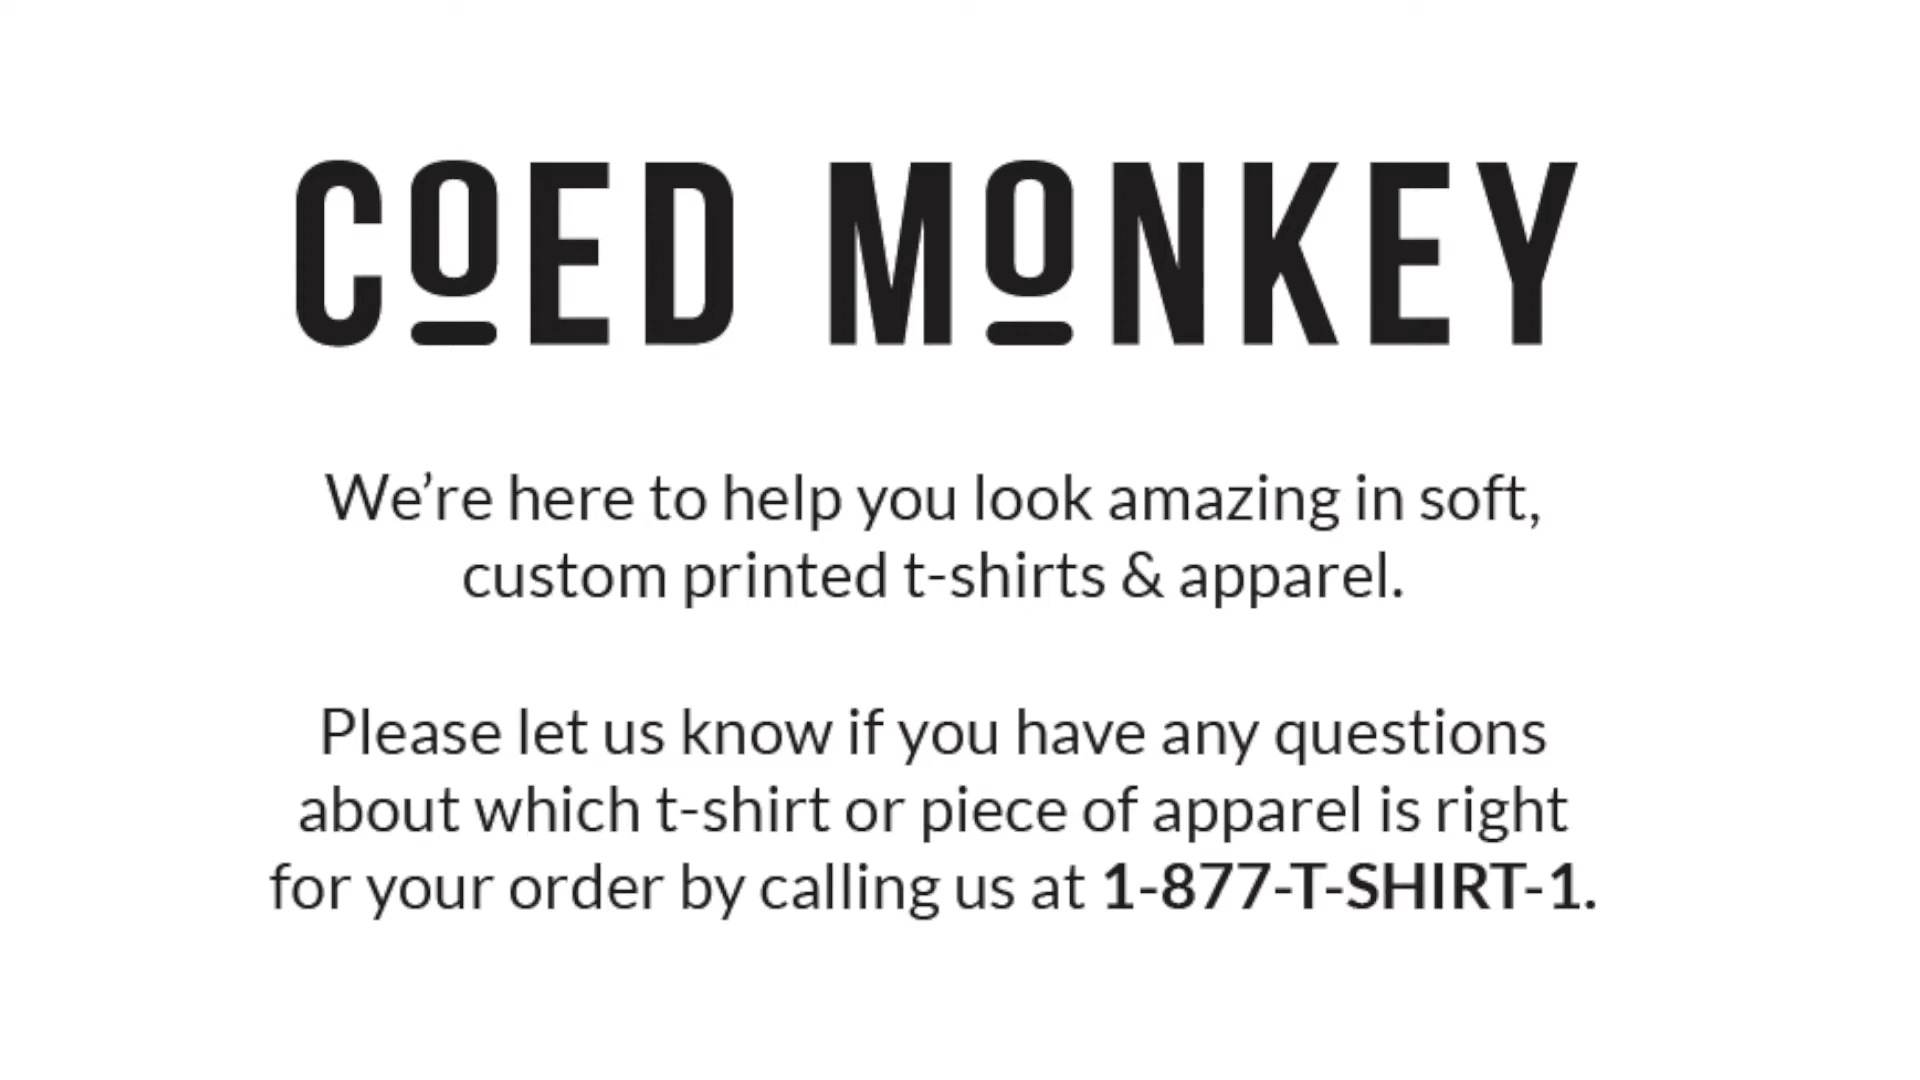 COED MONKEY
We’re here to help you look amazing in soft,
custom printed t-shirts & apparel.
Please let us know if you have any questions
about which t-shirt or piece of apparel is right
for your order by calling us at 1-877-T-SHIRT-1.